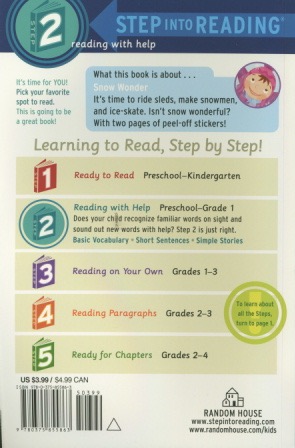 2
STEP INTO READING®
reading with help
It's time for YOU!
Pick your favorite
spot to read.
This is going to be
a great book!
What this book is about . . .
Snow Wonder
It's time to ride sleds, make snowmen,
and ice-skate. Isn't snow wonderful?
With two pages of peel-off stickers!
Learning to Read, Step by Step!
1 Ready to Read Preschool–Kindergarten
2 Reading with Help Preschool–Grade 1
Does your child recognize familiar words on sight and
sound out new words with help? Step 2 is just right.
Basic Vocabulary • Short Sentences • Simple Stories
3 Reading on Your Own Grades 1–3
4 Reading Paragraphs Grades 2–3
To learn about
all the Steps,
turn to page 1.
5 Ready for Chapters Grades 2–4
US $3.99 / $4.99 CAN
50399
9 780375 855863
RANDOM HOUSE
www.stepintoreading.com
www.randomhouse.com/kids